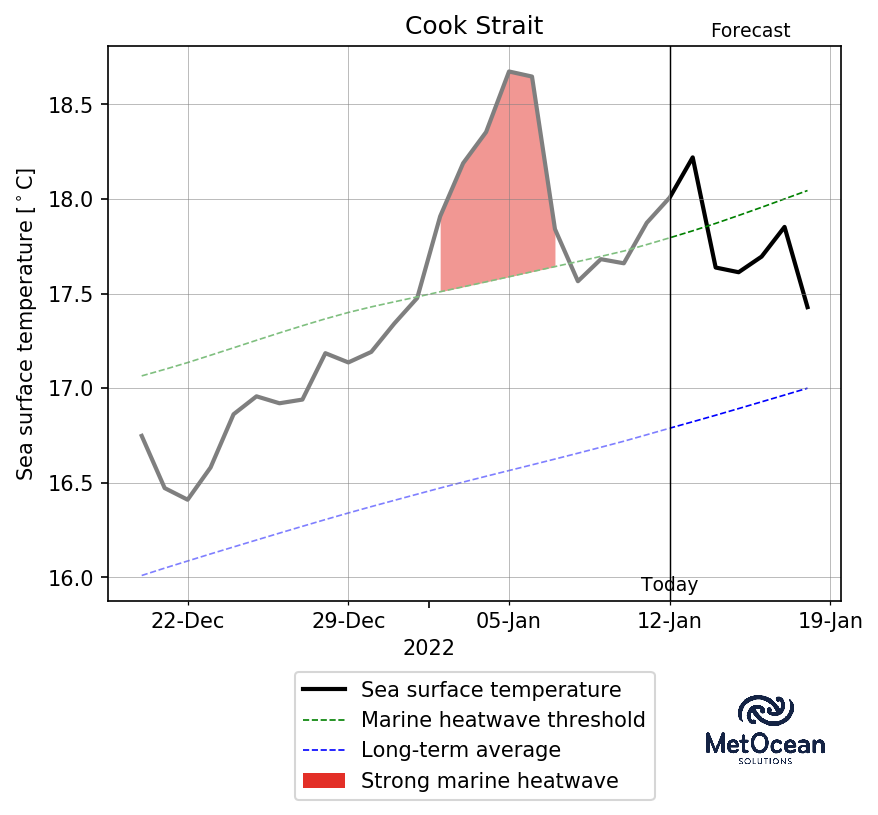 Cook Strait
Forecast
Sea surface temperature [°C]
18.5
18.0
17.5
17.0
16.5
16.0
Today
22-Dec 29-Dec 05-Jan 12-Jan 19-Jan
2022
Sea surface temperature
Marine heatwave threshold
Long-term average
Strong marine heatwave
MetOcean
SOLUTIONS